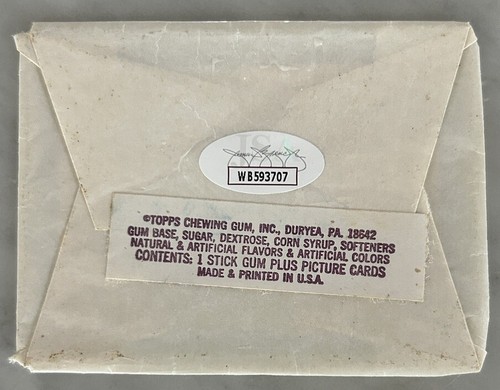 JSA
WB593707
©TOPPS CHEWING GUM, INC., DURYEA, PA. 18642
GUM BASE, SUGAR, DEXTROSE, CORN SYRUP, SOFTENERS
NATURAL & ARTIFICIAL FLAVORS & ARTIFICIAL COLORS
CONTENTS: 1 STICK GUM PLUS PICTURE CARDS
MADE & PRINTED IN U.S.A.